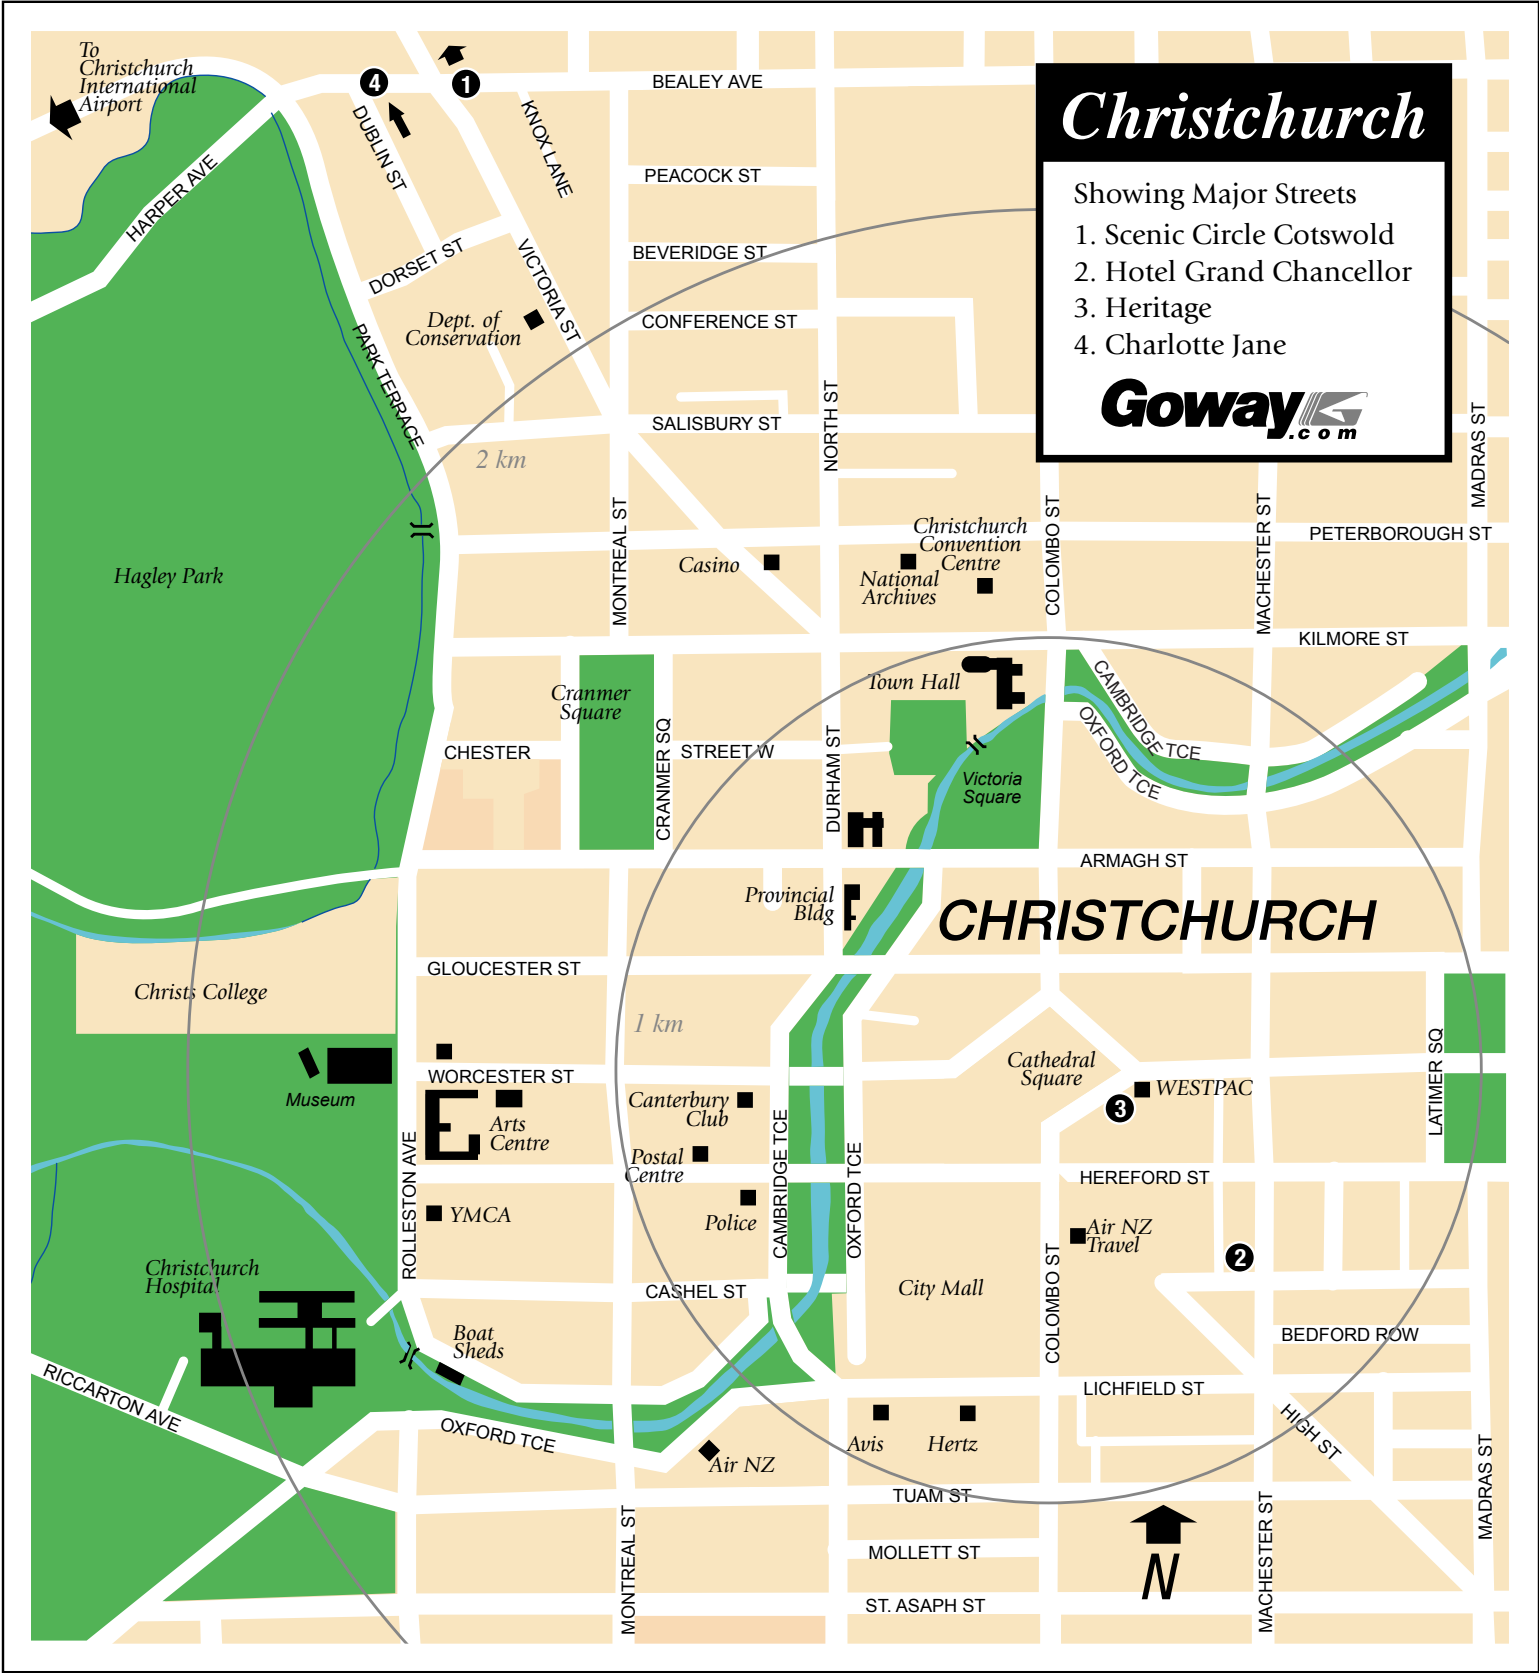 To
Christchurch
International
Airport
4
1
BEALEY AVE
Christchurch
Showing Major Streets
1. Scenic Circle Cotswold
2. Hotel Grand Chancellor
3. Heritage
4. Charlotte Jane
Goway
.com
DUBLIN ST
KNOX LANE
HARPER AVE
PEACOCK ST
DORSET ST
VICTORIA ST
BEVERIDGE ST
Dept. of
Conservation
CONFERENCE ST
PARK TERRACE
NORTH ST
SALISBURY ST
MADRAS ST
2 km
MONTREAL ST
COLOMBO ST
MACHESTER ST
PETERBOROUGH ST
Christchurch
Convention
Centre
Casino
National
Archives
Hagley Park
KILMORE ST
Town Hall
Cranmer
Square
CAMBRIDGE TCE
OXFORD TCE
CHESTER
STREET W
CRANMER SQ
DURHAM ST
Victoria
Square
ARMAGH ST
Provincial
Bldg
CHRISTCHURCH
GLOUCESTER ST
Christs College
1 km
Cathedral
Square
WESTPAC
3
LATIMER SQ
WORCESTER ST
Museum
Arts
Centre
Canterbury
Club
Postal
Centre
Police
CAMBRIDGE TCE
OXFORD TCE
HEREFORD ST
ROLLESTON AVE
YMCA
Air NZ
Travel
2
Christchurch
Hospital
CASHEL ST
City Mall
COLOMBO ST
Boat
Sheds
BEDFORD ROW
RICCARTON AVE
LICHFIELD ST
HIGH ST
OXFORD TCE
Avis
Hertz
Air NZ
MADRAS ST
TUAM ST
MONTREAL ST
MACHESTER ST
MOLLETT ST
N
ST. ASAPH ST